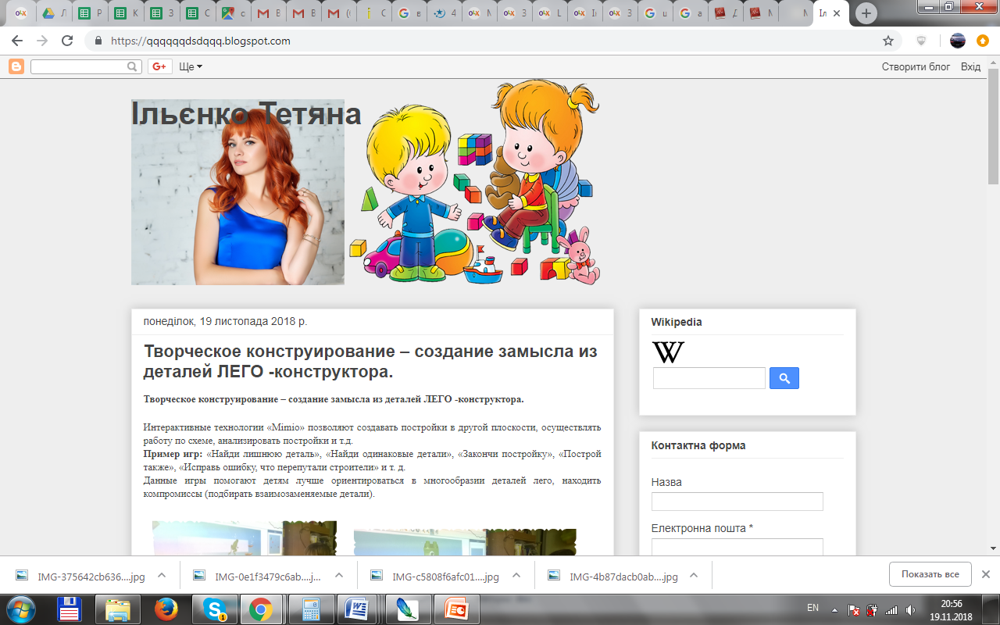 Л
Р
К
З
С
с
В
В
(
С
в
4
М
З
L
Із
З
u
а
Д
М
М
Іл
https://qqqqqqdsdqqq.blogspot.com
G+
Ще
Створити блог
Вхід
Ільєнко Тетяна
понеділок, 19 листопада 2018 р.
Творческое конструирование – создание замысла из
деталей ЛЕГО -конструктора.
Творческое конструирование – создание замысла из деталей ЛЕГО -конструктора.
Интерактивные технологии «Mimio» позволяют создавать постройки в другой плоскости, осуществлять
работу по схеме, анализировать постройки и т.д.
Пример игр: «Найди лишнюю деталь», «Найди одинаковые детали», «Закончи постройку», «Построй
также», «Исправь ошибку, что перепутали строители» и т. д.
Данные игры помогают детям лучше ориентироваться в многообразии деталей лего, находить
компромиссы (подбирать взаимозаменяемые детали).
Wikipedia
W
Контактна форма
Назва
Електронна пошта *
IMG-375642cb636....jpg
IMG-0e1f3479c6ab....j...
IMG-c5808f6afc01....jpg
IMG-4b87dacb0ab....jpg
Показать все
EN
20:56
19.11.2018